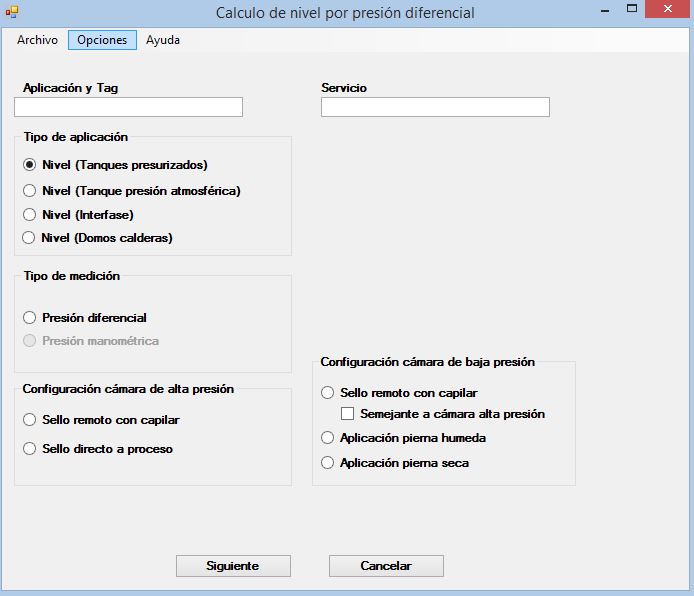 Calculo de nivel por presión diferencial
Archivo Opciones Ayuda
Aplicación y Tag
Servicio
Tipo de aplicación
Nivel (Tanques presurizados)
Nivel (Tanque presión atmosférica)
Nivel (Interfase)
Nivel (Domos calderas)
Tipo de medición
Presión diferencial
Presión manométrica
Configuración cámara de alta presión
Sello remoto con capilar
Sello directo a proceso
Configuración cámara de baja presión
Sello remoto con capilar
Semejante a cámara alta presión
Aplicación pierna humeda
Aplicación pierna seca
Siguiente
Cancelar